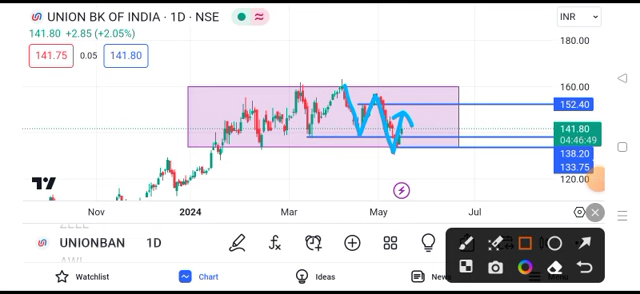 UNION BK OF INDIA · 1D · NSE
INR
141.80 +2.85 (+2.05%)
141.75 0.05 141.80
180.00
160.00
152.40
141.80
04:46:49
138.20
133.75
120.00
Nov 2024 Mar May Jul
UNIONBAN 1D
Watchlist Chart Ideas News